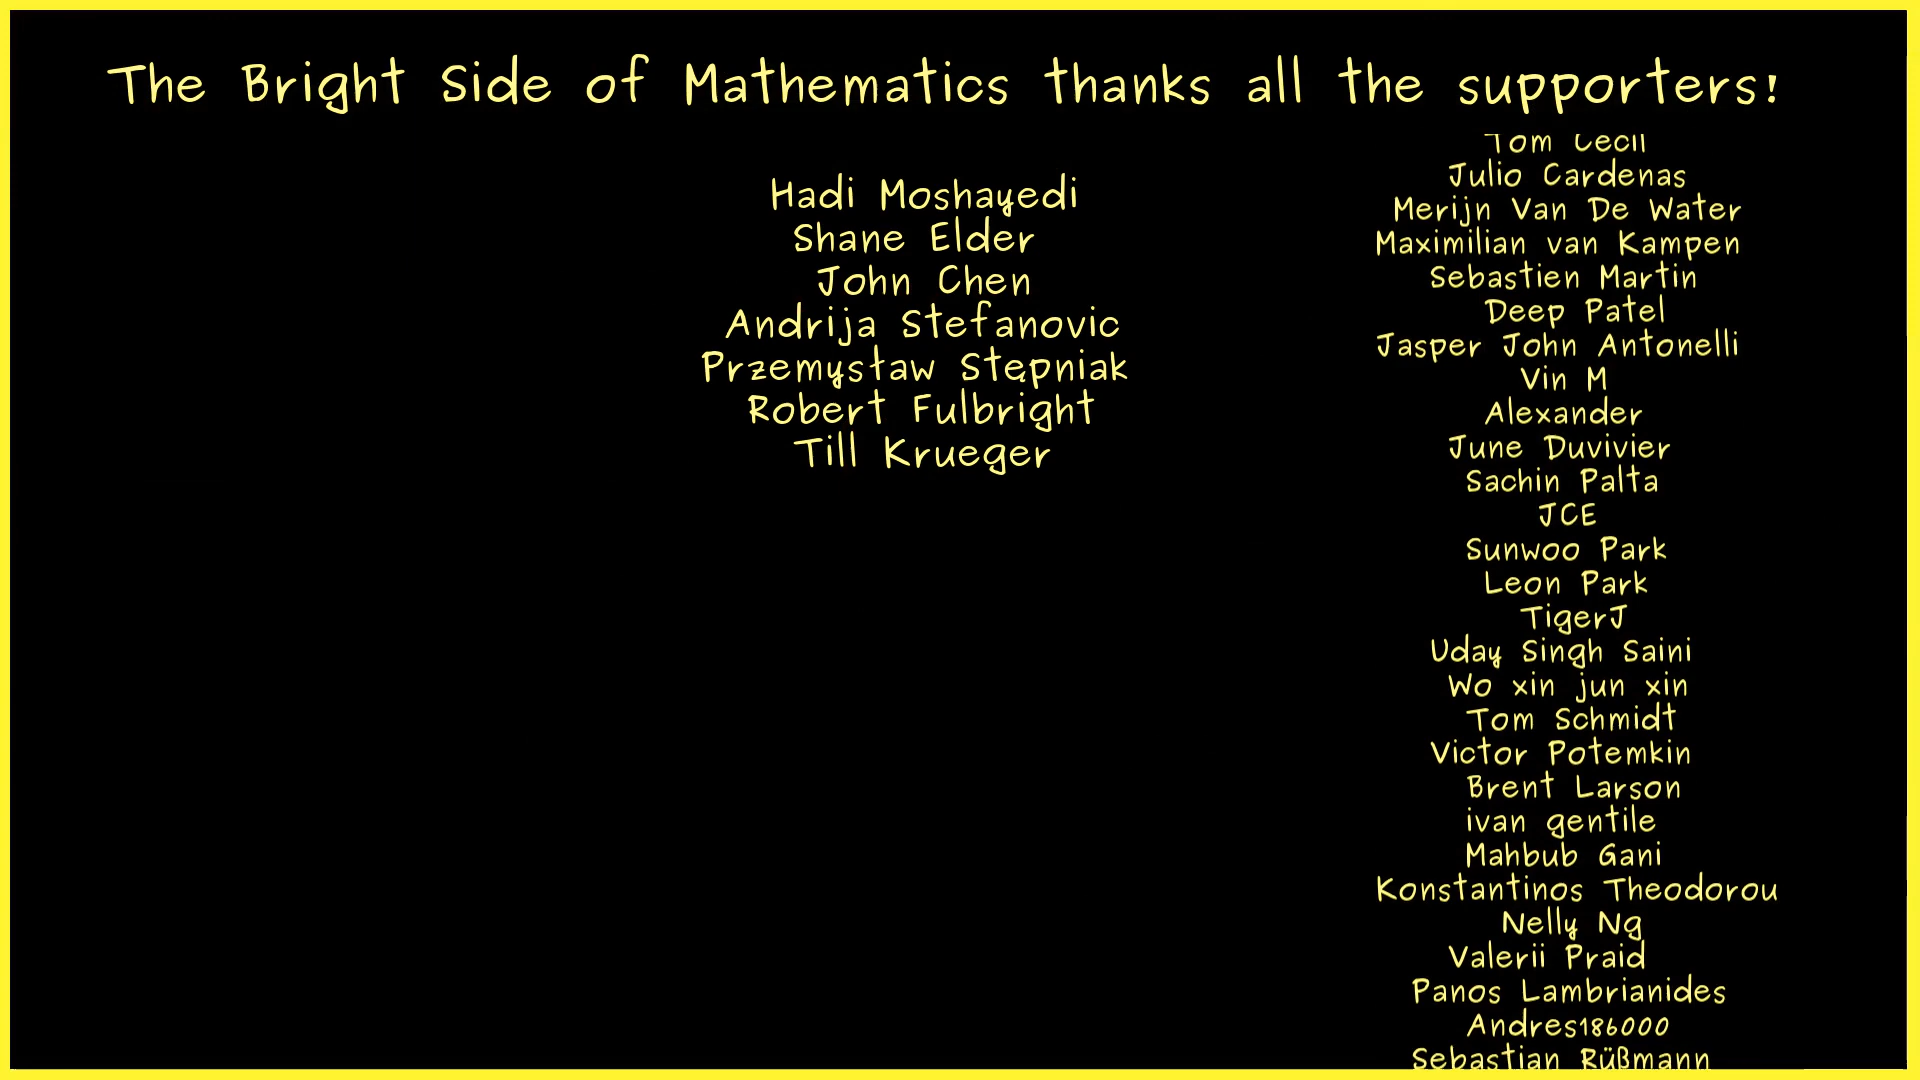 The Bright Side of Mathematics thanks all the supporters!
Hadi Moshayedi
Shane Elder
John Chen
Andrija Stefanovic
Przemysław Stępniak
Robert Fulbright
Till Krueger
Tom Cecil
Julio Cardenas
Merijn Van De Water
Maximilian van Kampen
Sebastien Martin
Deep Patel
Jasper John Antonelli
Vin M
Alexander
June Duvivier
Sachin Palta
JCE
Sunwoo Park
Leon Park
TigerJ
Uday Singh Saini
Wo xin jun xin
Tom Schmidt
Victor Potemkin
Brent Larson
ivan gentile
Mahbub Gani
Konstantinos Theodorou
Nelly Ng
Valerii Praid
Panos Lambrianides
Andres186000
Sebastian Rüßmann